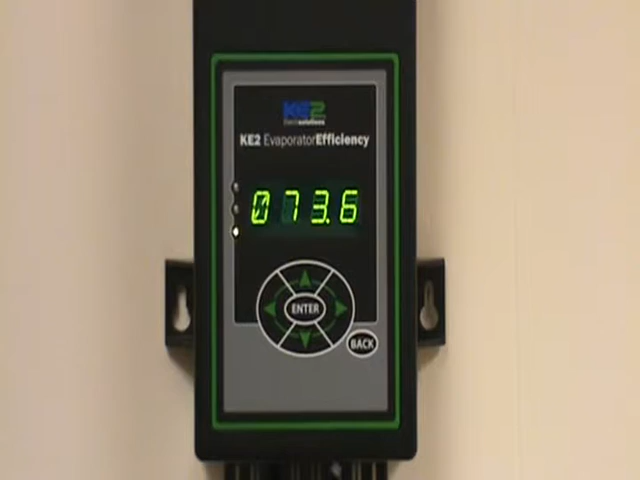 KE2
KE2 EvaporatorEfficiency
073.6
ENTER
BACK